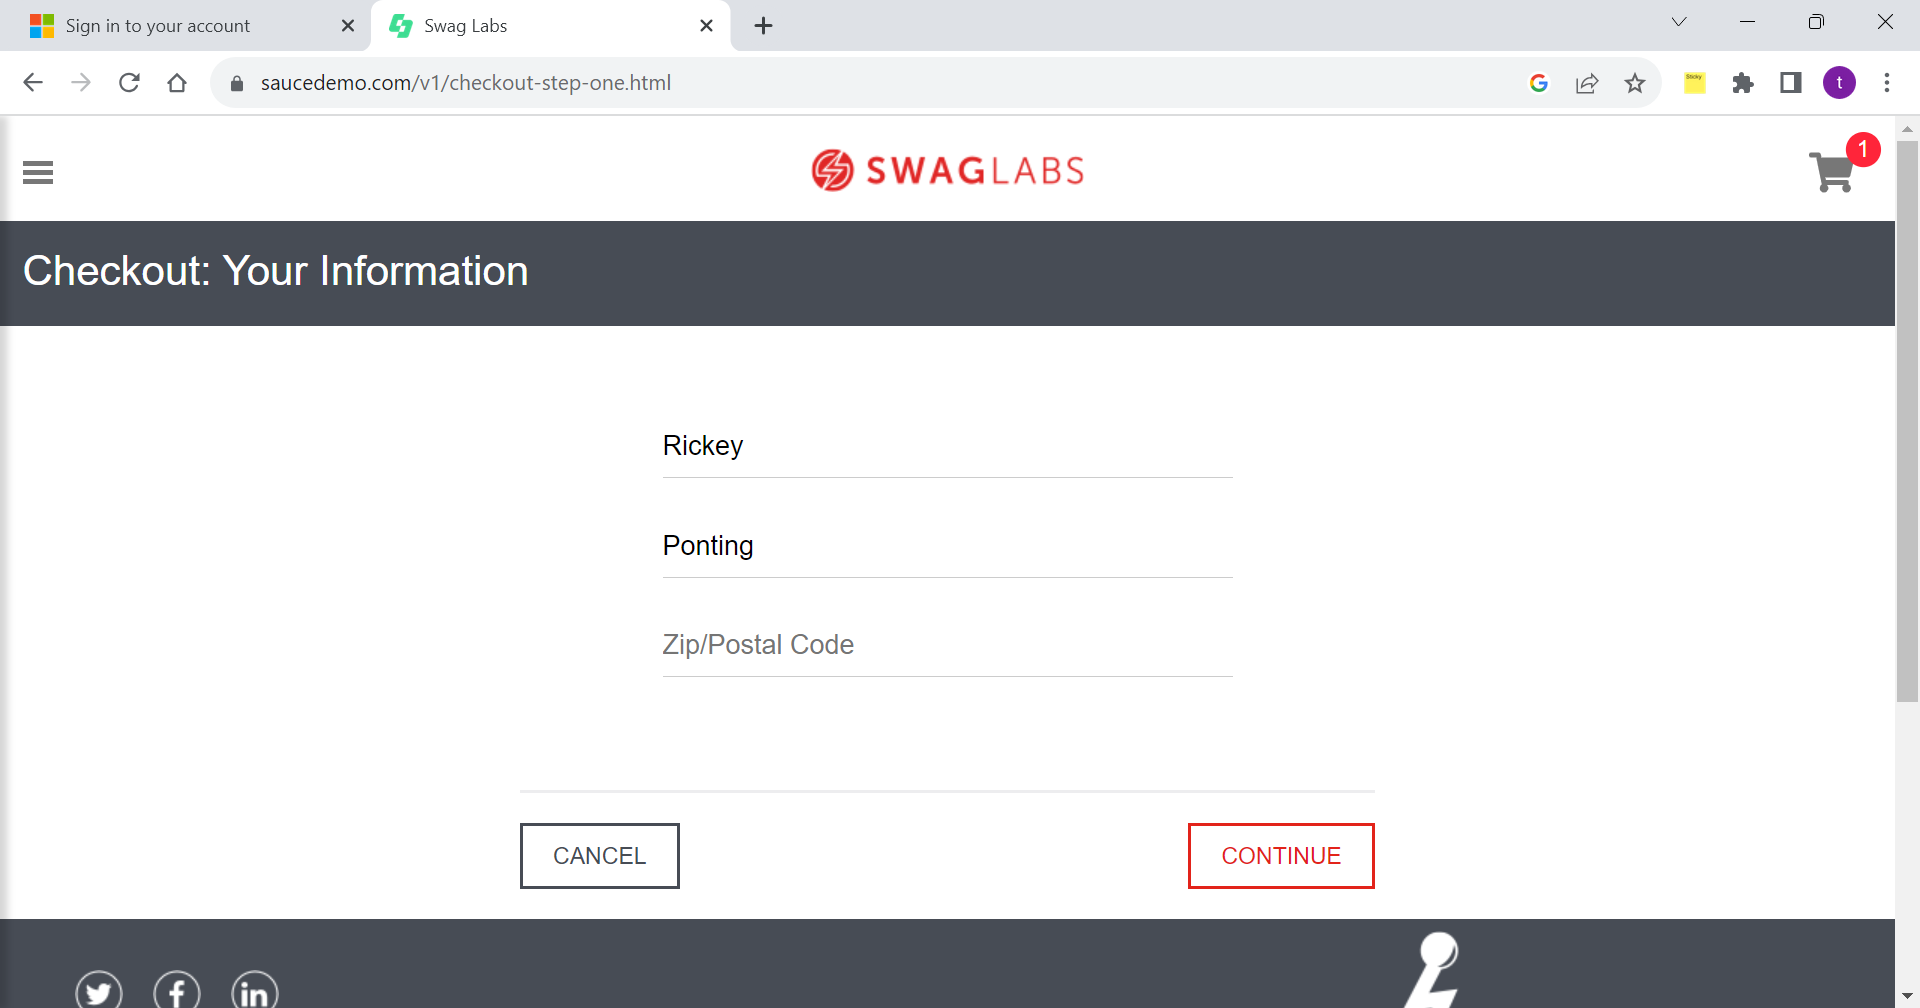 Sign in to your account
Swag Labs
saucedemo.com/v1/checkout-step-one.html
Sticky
t
SWAGLABS
1
Checkout: Your Information
Rickey
Ponting
Zip/Postal Code
CANCEL
CONTINUE